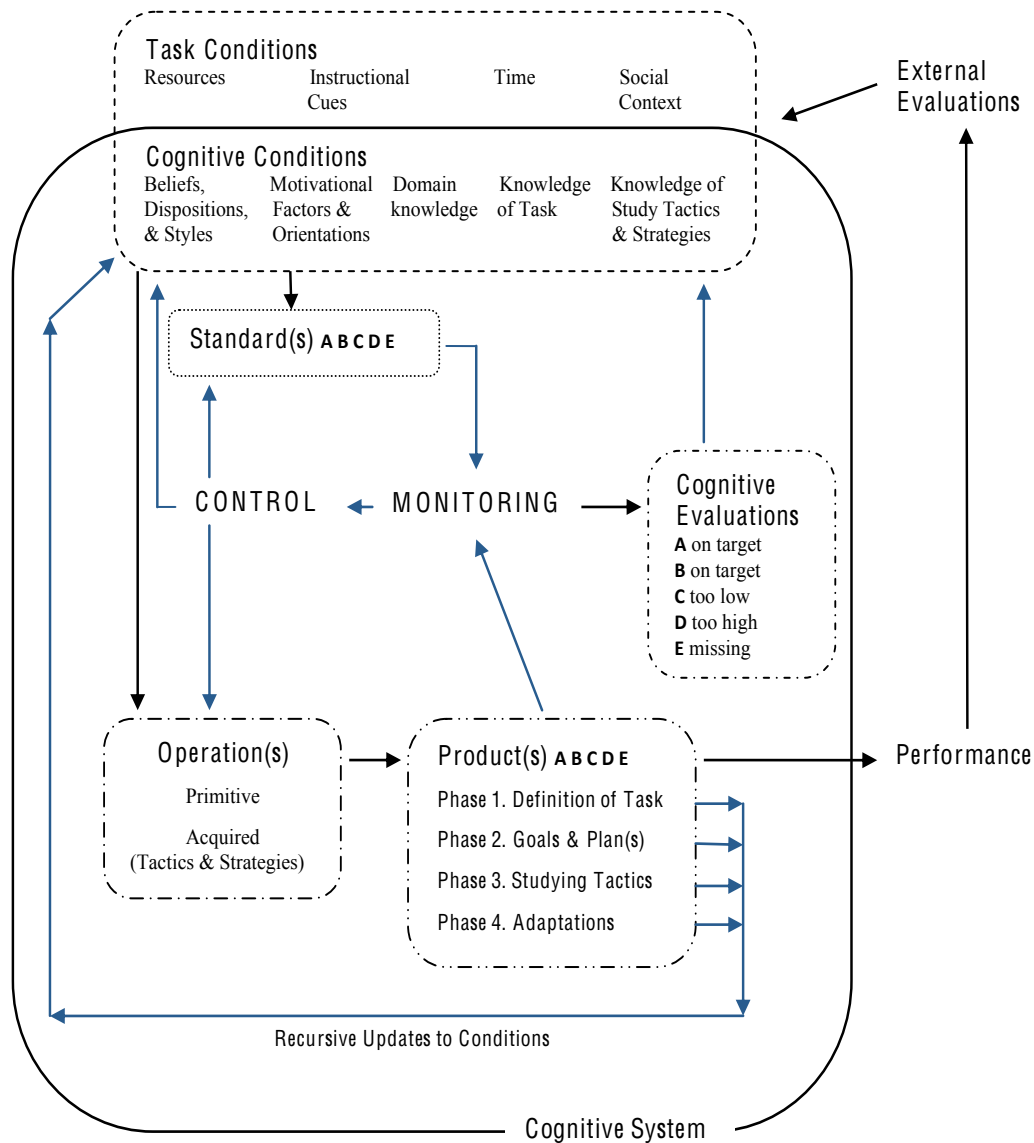 Task Conditions
Resources
Instructional
Cues
Time
Social
Context
External
Evaluations
Cognitive Conditions
Beliefs,
Dispositions,
& Styles
Motivational
Factors &
Orientations
Domain
knowledge
Knowledge
of Task
Knowledge of
Study Tactics
& Strategies
Standard(s) A B C D E
CONTROL
MONITORING
Cognitive
Evaluations
A on target
B on target
C too low
D too high
E missing
Operation(s)
Primitive
Acquired
(Tactics & Strategies)
Product(s) A B C D E
Phase 1. Definition of Task
Phase 2. Goals & Plan(s)
Phase 3. Studying Tactics
Phase 4. Adaptations
Performance
Recursive Updates to Conditions
Cognitive System